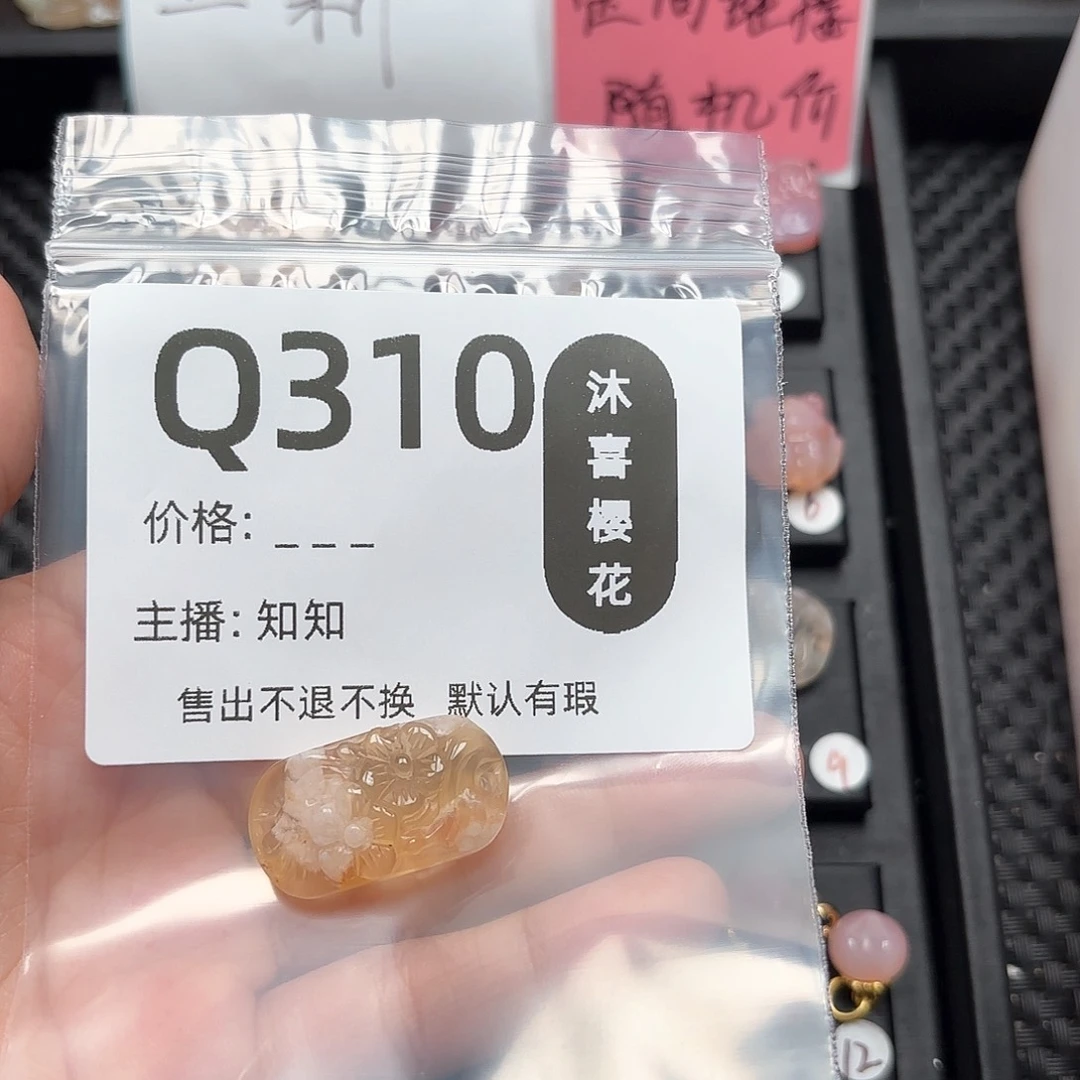 随机价
Q310
沐喜樱花
价格: _ _ _
主播: 知知
售出不退不换 默认有瑕
6
9
12